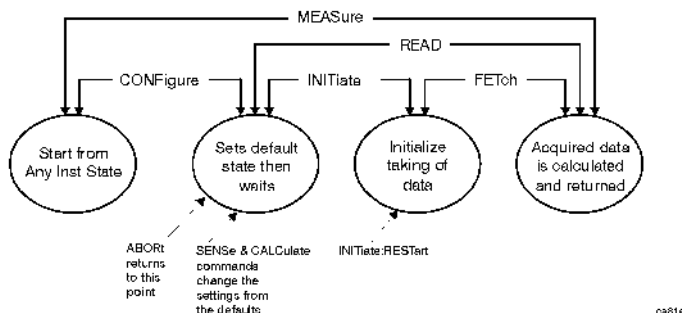 MEASure
READ
CONFigure
INITiate
FETch
Start from
Any Inst State
Sets default
state then
waits
Initialize
taking of
data
Acquired data
is calculated
and returned
ABORt
returns
to this
point
SENSe & CALCulate
commands
change the
settings from
the defaults
INITiate:RESTart